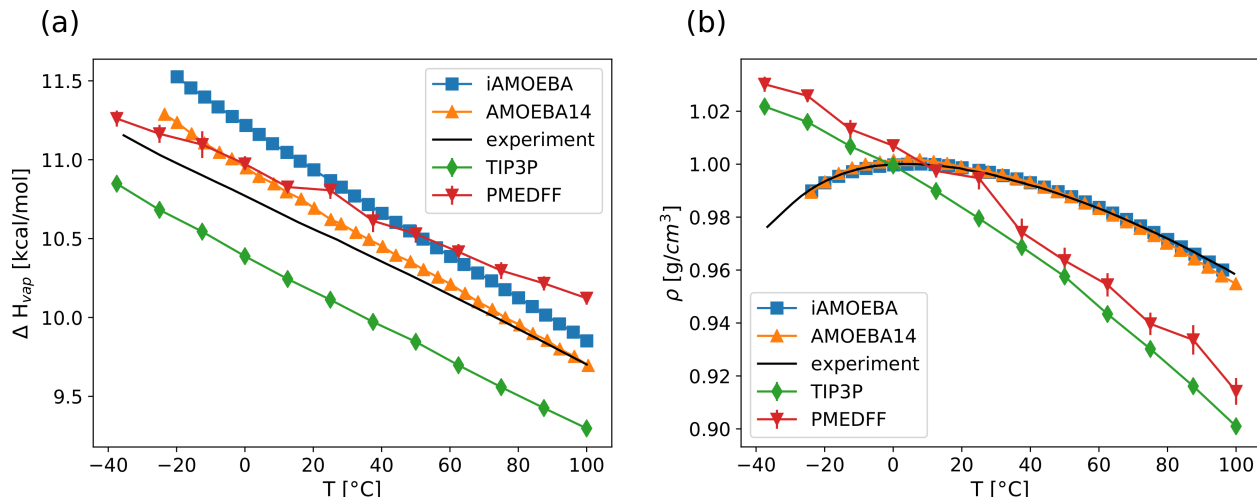 (a)
Δ H_vap [kcal/mol]
11.5
11.0
10.5
10.0
9.5
−40 −20 0 20 40 60 80 100
T [°C]
iAMOEBA
AMOEBA14
experiment
TIP3P
PMEDFF
(b)
ρ [g/cm³]
1.02
1.00
0.98
0.96
0.94
0.92
0.90
−40 −20 0 20 40 60 80 100
T [°C]
iAMOEBA
AMOEBA14
experiment
TIP3P
PMEDFF